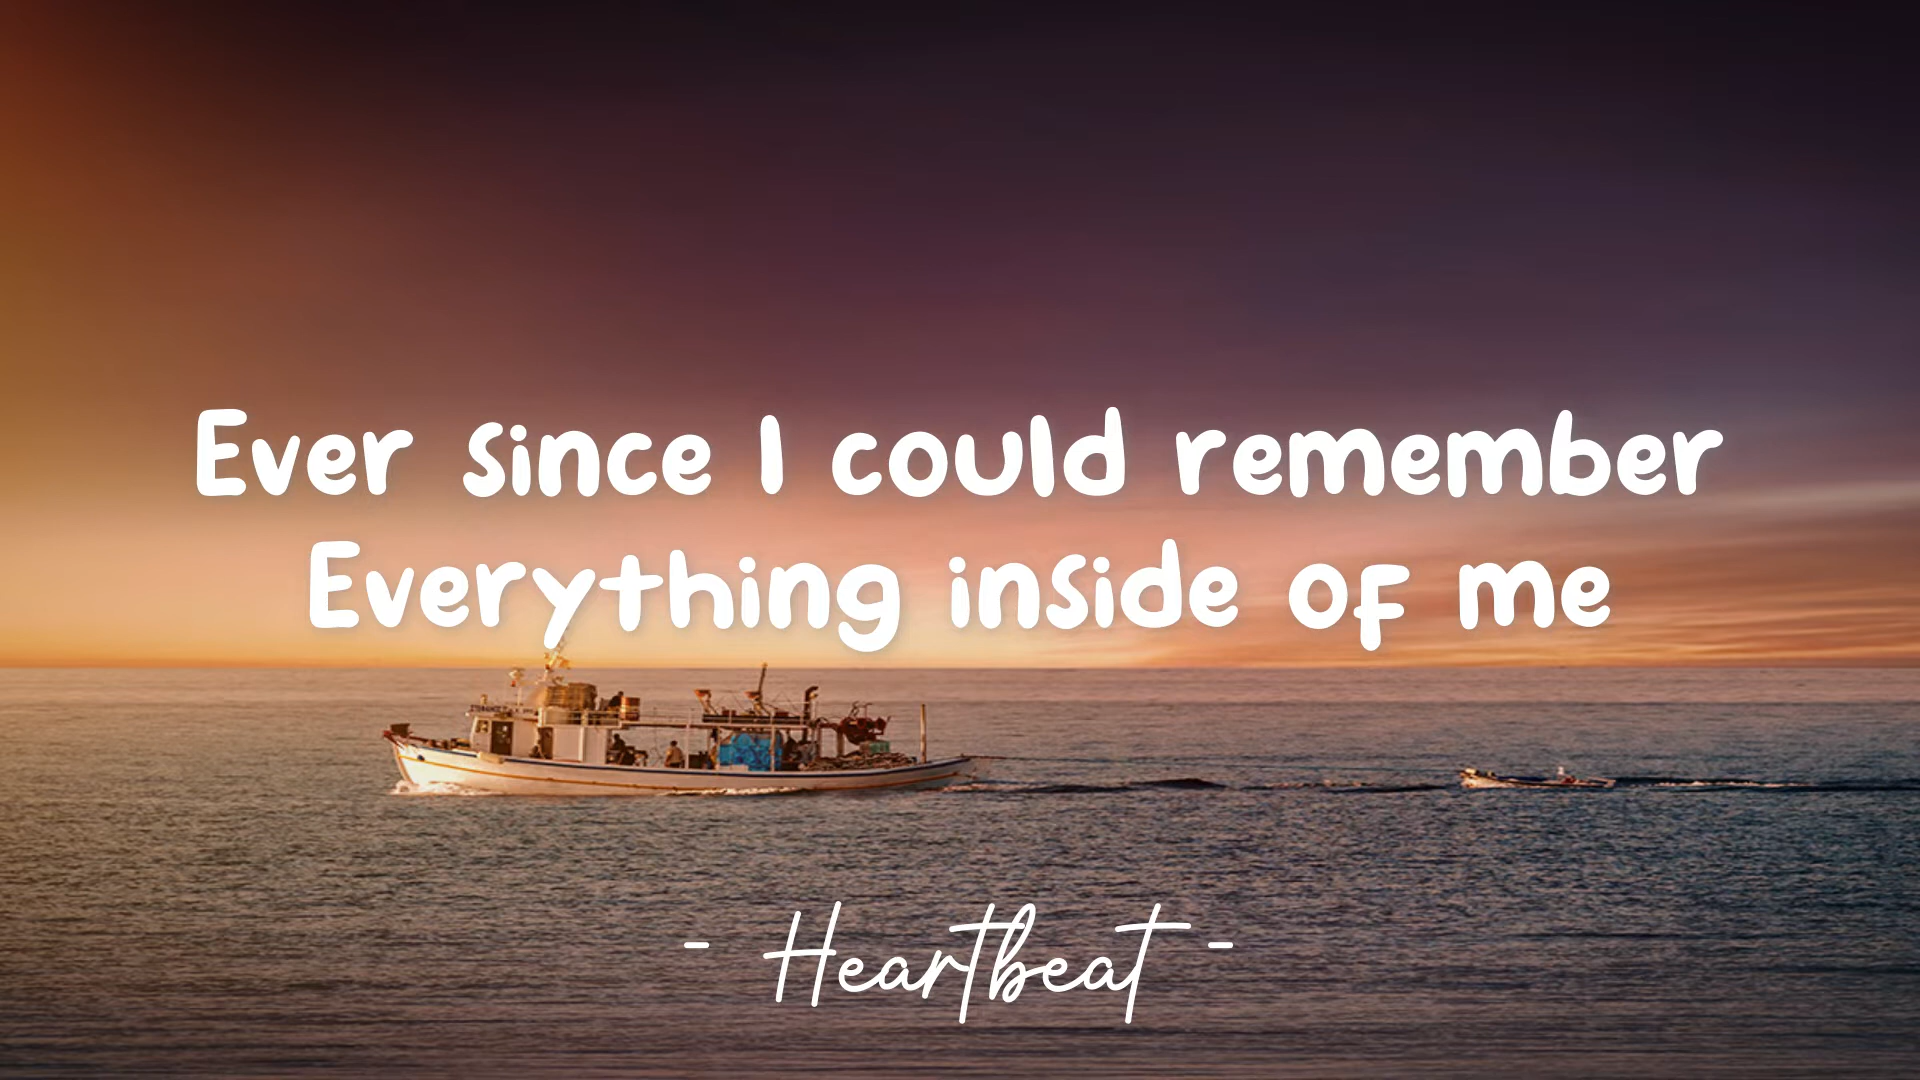 Ever since I could remember
Everything inside of me
- Heartbeat -